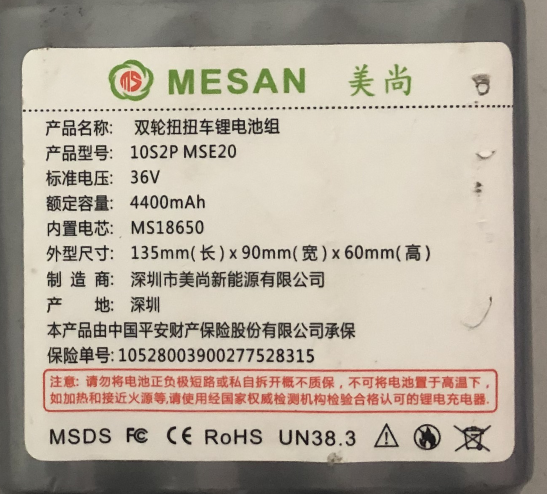 MS MESAN 美尚
产品名称: 双轮扭扭车锂电池组
产品型号: 10S2P MSE20
标准电压: 36V
额定容量: 4400mAh
内置电芯: MS18650
外型尺寸: 135mm(长) x 90mm(宽) x 60mm(高)
制 造 商: 深圳市美尚新能源有限公司
产 地: 深圳
本产品由中国平安财产保险股份有限公司承保
保险单号: 10528003900277528315
注意: 请勿将电池正负极短路或私自拆开概不质保，不可将电池置于高温下，
如加热和接近火源等,请使用经国家权威检测机构检验合格认可的锂电充电器.
MSDS FC CE RoHS UN38.3